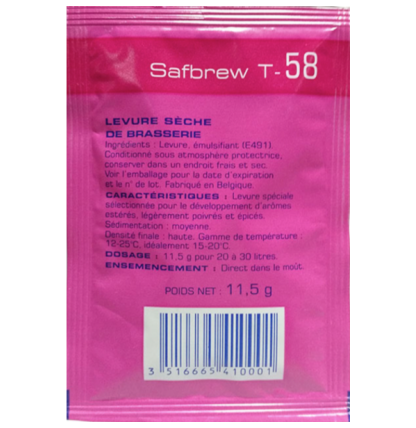 Safbrew T-58
LEVURE SÈCHE
DE BRASSERIE
Ingrédients : Levure, émulsifiant (E491).
Conditionné sous atmosphère protectrice,
conserver dans un endroit frais et sec.
Voir l'emballage pour la date d'expiration
et le n° de lot. Fabriqué en Belgique.
CARACTÉRISTIQUES : Levure spéciale
sélectionnée pour le développement d'arômes
estérés, légèrement poivrés et épicés.
Sédimentation : moyenne.
Densité finale : haute. Gamme de température :
12-25°C, idéalement 15-20°C.
DOSAGE : 11,5 g pour 20 à 30 litres.
ENSEMENCEMENT : Direct dans le moût.
POIDS NET : 11,5 g
3 516665 410001